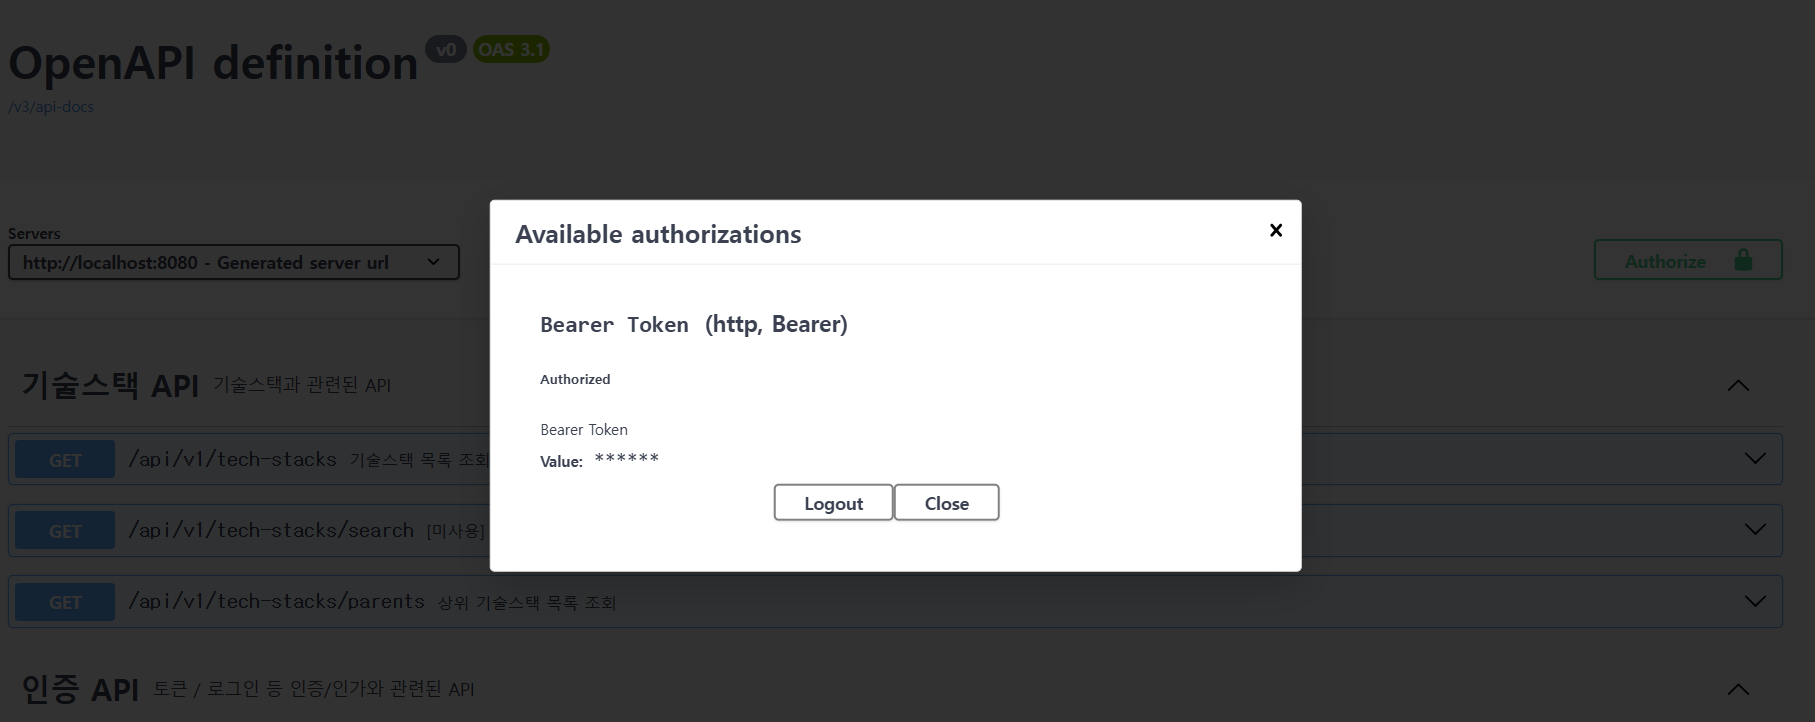 OpenAPI definition v0 OAS 3.1
/v3/api-docs
Servers
http://localhost:8080 - Generated server url
Authorize
Available authorizations
Bearer Token (http, Bearer)
Authorized
Bearer Token
Value: ******
Logout Close
기술스택 API 기술스택과 관련된 API
GET /api/v1/tech-stacks 기술스택 목록 조회
GET /api/v1/tech-stacks/search [미사용]
GET /api/v1/tech-stacks/parents 상위 기술스택 목록 조회
인증 API 토큰 / 로그인 등 인증/인가와 관련된 API